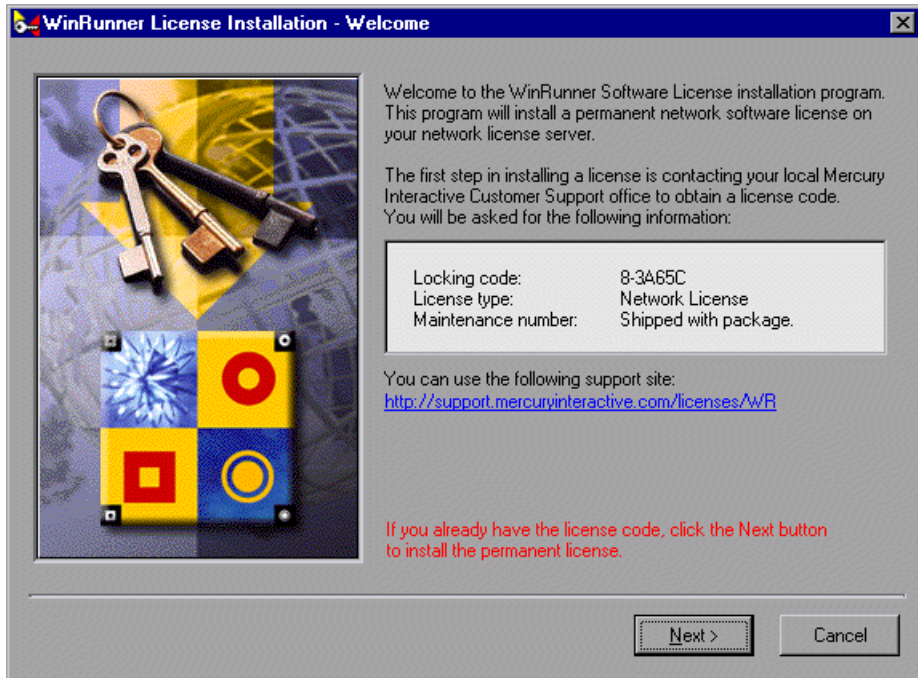 WinRunner License Installation - Welcome
Welcome to the WinRunner Software License installation program.
This program will install a permanent network software license on
your network license server.
The first step in installing a license is contacting your local Mercury
Interactive Customer Support office to obtain a license code.
You will be asked for the following information:
Locking code: 8-3A65C
License type: Network License
Maintenance number: Shipped with package.
You can use the following support site:
http://support.mercuryinteractive.com/licenses/WR
If you already have the license code, click the Next button
to install the permanent license.
Next >
Cancel